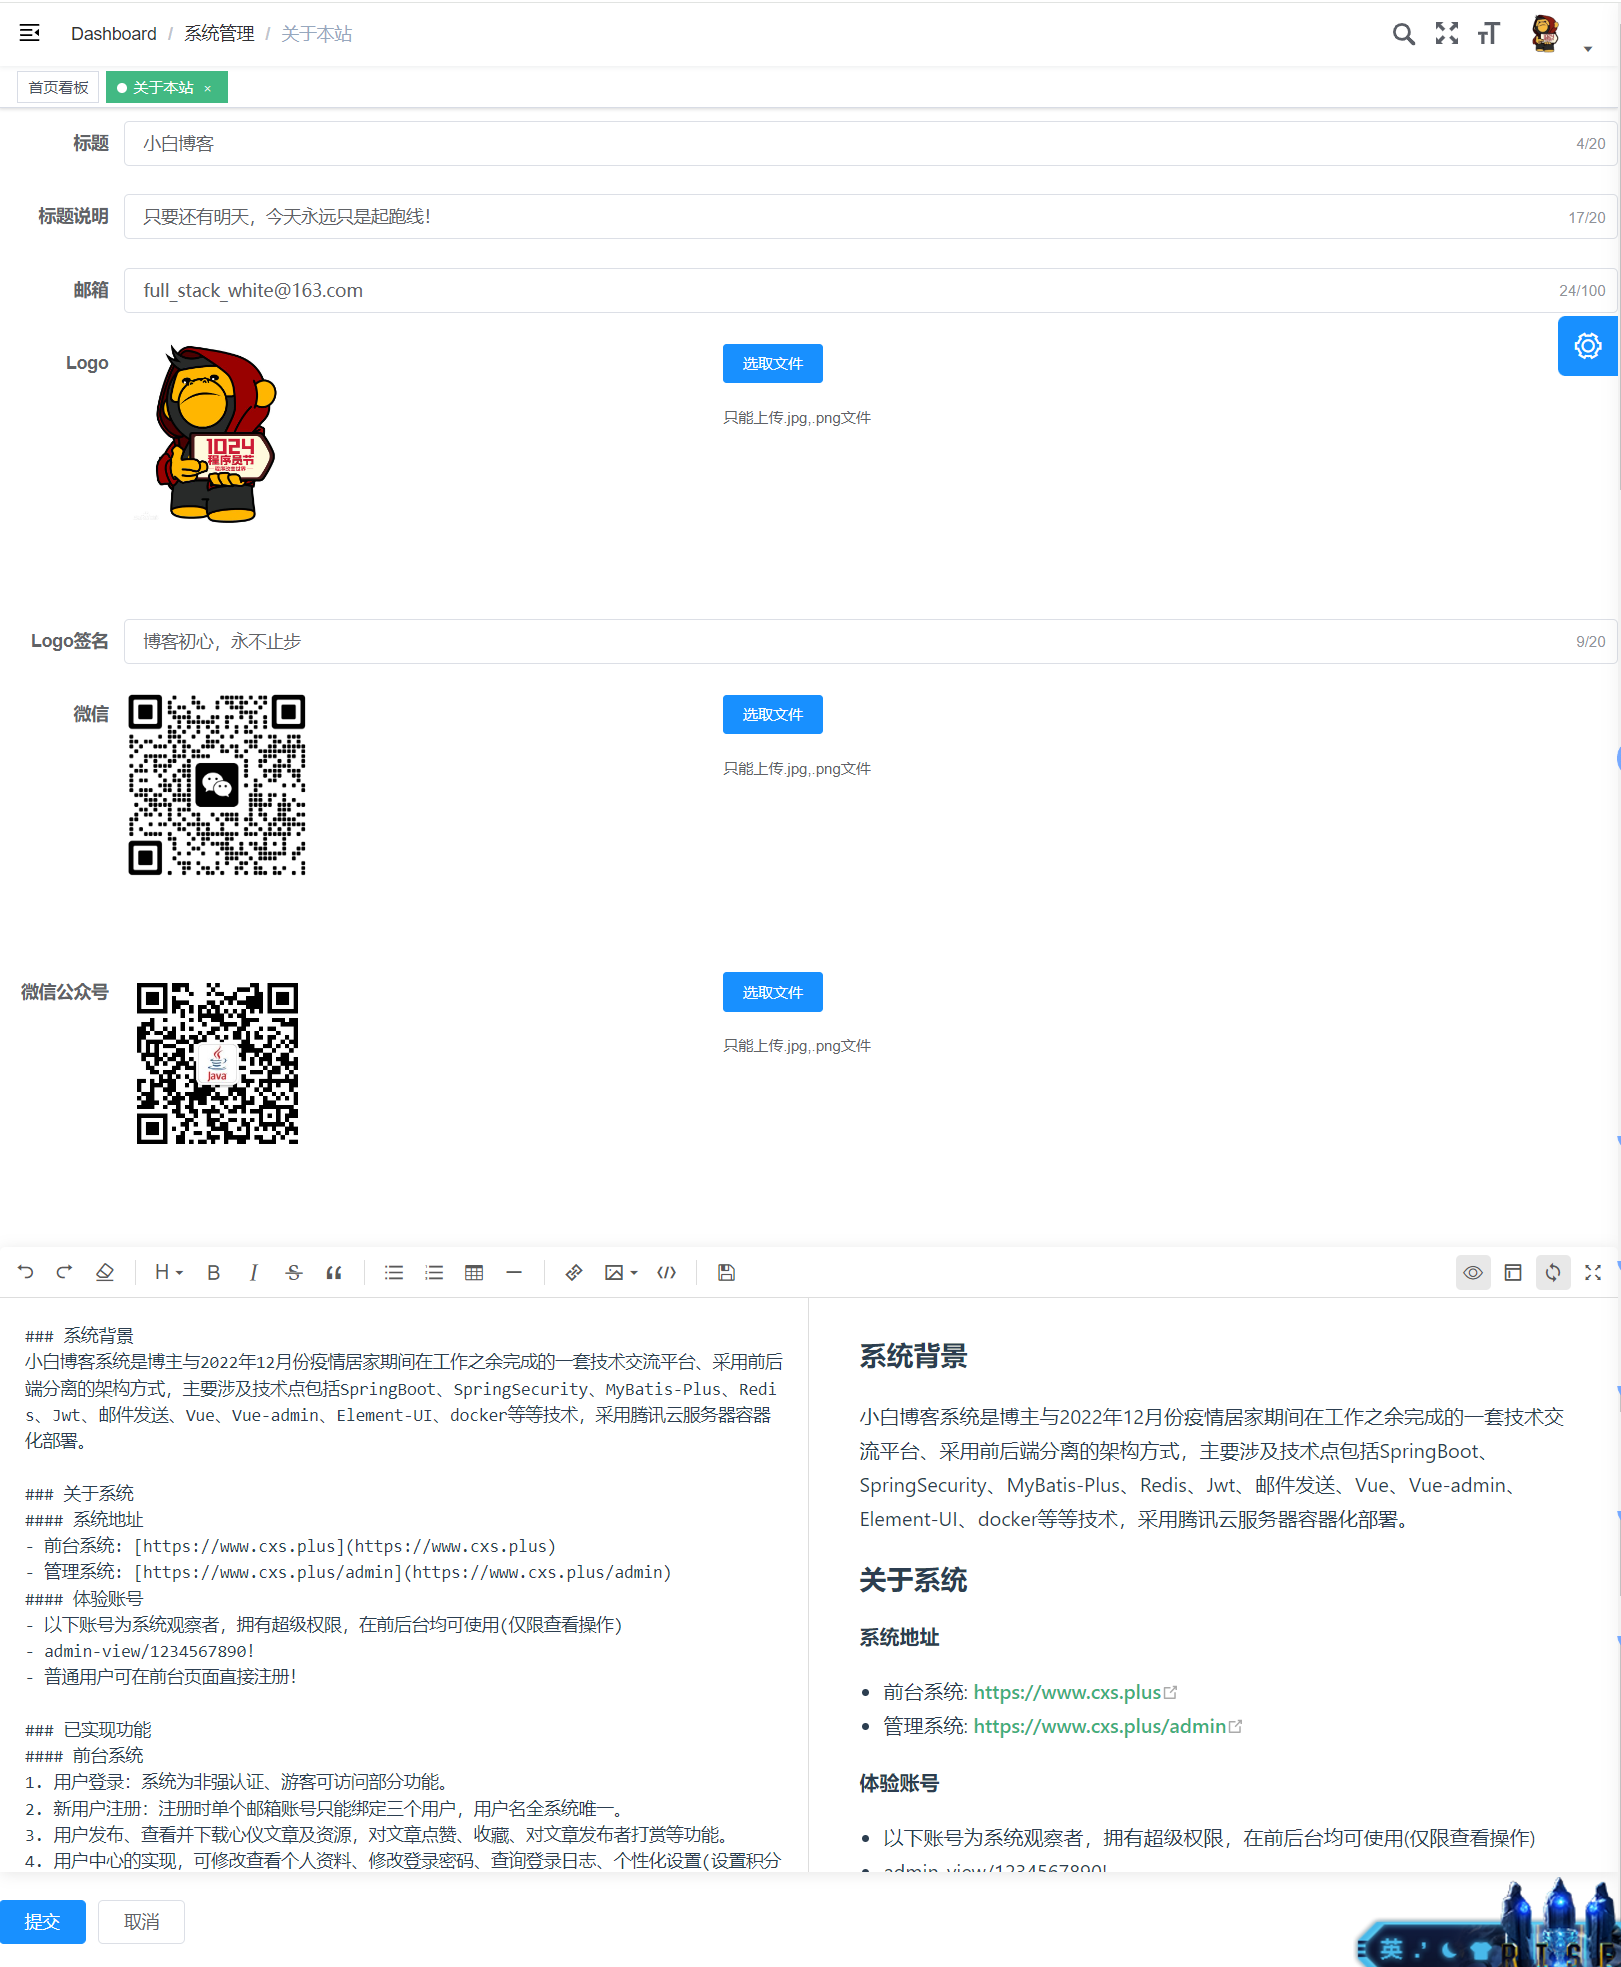 Dashboard / 系统管理 / 关于本站
首页看板
关于本站 ×
标题
小白博客
4/20
标题说明
只要还有明天，今天永远只是起跑线！
17/20
邮箱
full_stack_white@163.com
24/100
Logo
1024
程序员节
选取文件
只能上传.jpg,.png文件
Logo签名
博客初心，永不止步
9/20
微信
选取文件
只能上传.jpg,.png文件
微信公众号
Java
选取文件
只能上传.jpg,.png文件
### 系统背景
小白博客系统是博主与2022年12月份疫情居家期间在工作之余完成的一套技术交流平台、采用前后
端分离的架构方式，主要涉及技术点包括SpringBoot、SpringSecurity、MyBatis-Plus、Redi
s、Jwt、邮件发送、Vue、Vue-admin、Element-UI、docker等等技术，采用腾讯云服务器容器
化部署。
### 关于系统
#### 系统地址
- 前台系统: [https://www.cxs.plus](https://www.cxs.plus)
- 管理系统: [https://www.cxs.plus/admin](https://www.cxs.plus/admin)
#### 体验账号
- 以下账号为系统观察者，拥有超级权限，在前后台均可使用(仅限查看操作)
- admin-view/1234567890!
- 普通用户可在前台页面直接注册！
### 已实现功能
#### 前台系统
1. 用户登录：系统为非强认证、游客可访问部分功能。
2. 新用户注册：注册时单个邮箱账号只能绑定三个用户，用户名全系统唯一。
3. 用户发布、查看并下载心仪文章及资源，对文章点赞、收藏、对文章发布者打赏等功能。
4. 用户中心的实现，可修改查看个人资料、修改登录密码、查询登录日志、个性化设置(设置积分
系统背景
小白博客系统是博主与2022年12月份疫情居家期间在工作之余完成的一套技术交
流平台、采用前后端分离的架构方式，主要涉及技术点包括SpringBoot、
SpringSecurity、MyBatis-Plus、Redis、Jwt、邮件发送、Vue、Vue-admin、
Element-UI、docker等等技术，采用腾讯云服务器容器化部署。
关于系统
系统地址
• 前台系统: https://www.cxs.plus
• 管理系统: https://www.cxs.plus/admin
体验账号
• 以下账号为系统观察者，拥有超级权限，在前后台均可使用(仅限查看操作)
• admin-view/1234567890!
提交
取消
英